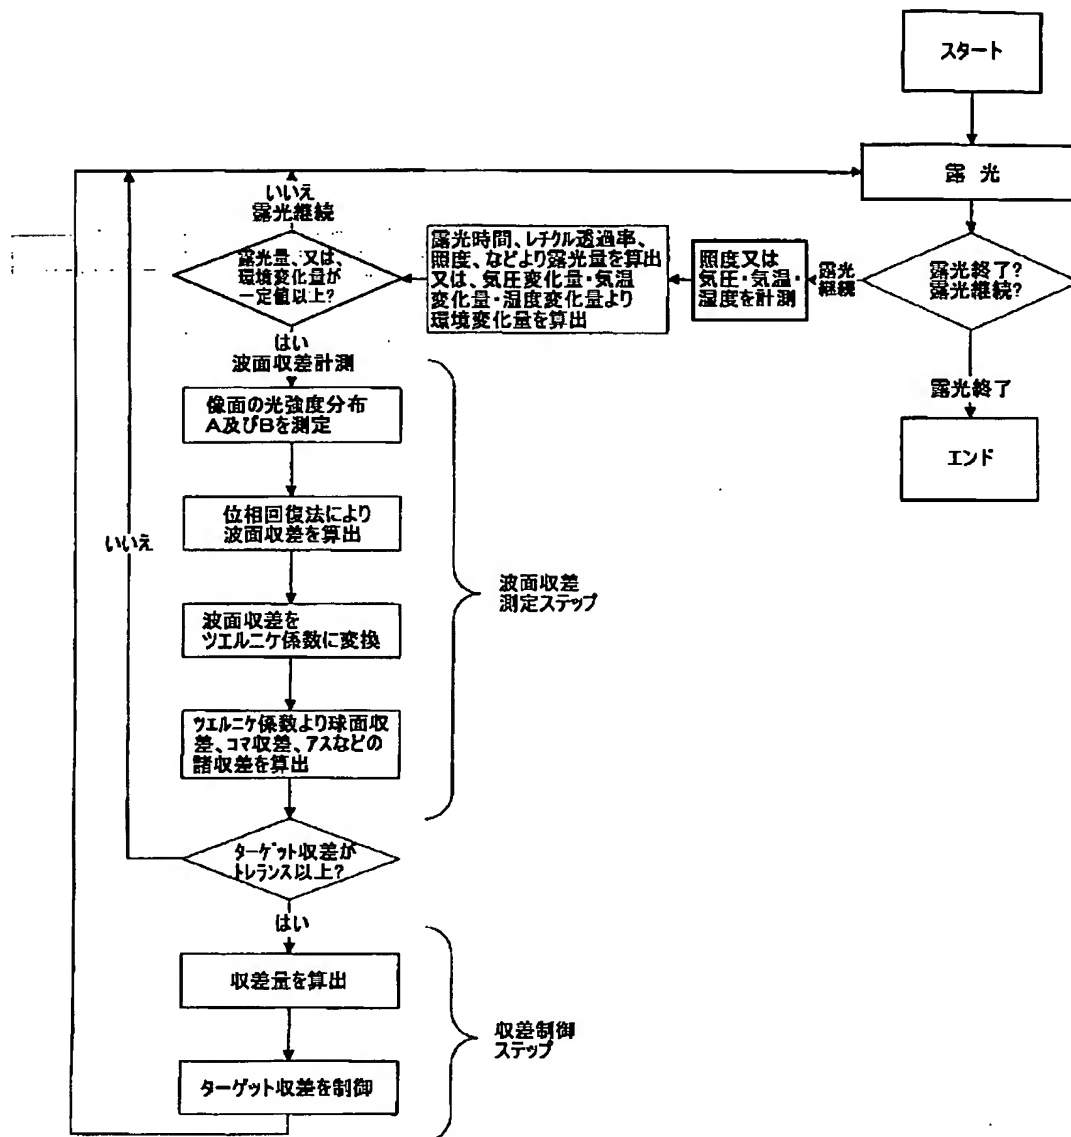 スタート
露 光
いいえ
露光継続
露光量、又は、
環境変化量が
一定値以上?
露光時間、レチクル透過率、
照度、などより露光量を算出
又は、気圧変化量・気温
変化量・湿度変化量より
環境変化量を算出
照度又は
気圧・気温・
湿度を計測
露光
継続
露光終了?
露光継続?
はい
波面収差計測
露光終了
エンド
像面の光強度分布
A及びBを測定
位相回復法により
波面収差を算出
いいえ
波面収差
測定ステップ
波面収差を
ツエルニケ係数に変換
ツエルニケ係数より球面収
差、コマ収差、アスなどの
諸収差を算出
ターゲット収差が
トレランス以上?
はい
収差量を算出
収差制御
ステップ
ターゲット収差を制御